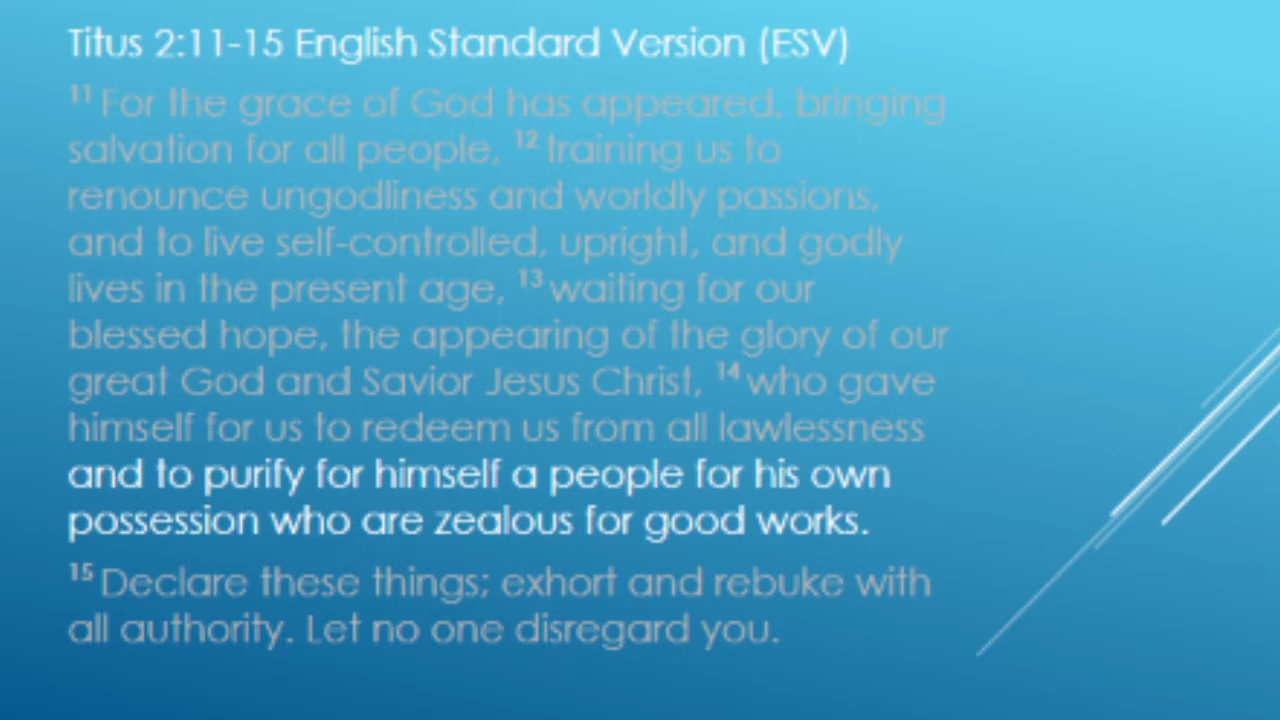 Titus 2:11-15 English Standard Version (ESV)
11 For the grace of God has appeared, bringing
salvation for all people, 12 training us to
renounce ungodliness and worldly passions,
and to live self-controlled, upright, and godly
lives in the present age, 13 waiting for our
blessed hope, the appearing of the glory of our
great God and Savior Jesus Christ, 14 who gave
himself for us to redeem us from all lawlessness
and to purify for himself a people for his own
possession who are zealous for good works.
15 Declare these things; exhort and rebuke with
all authority. Let no one disregard you.